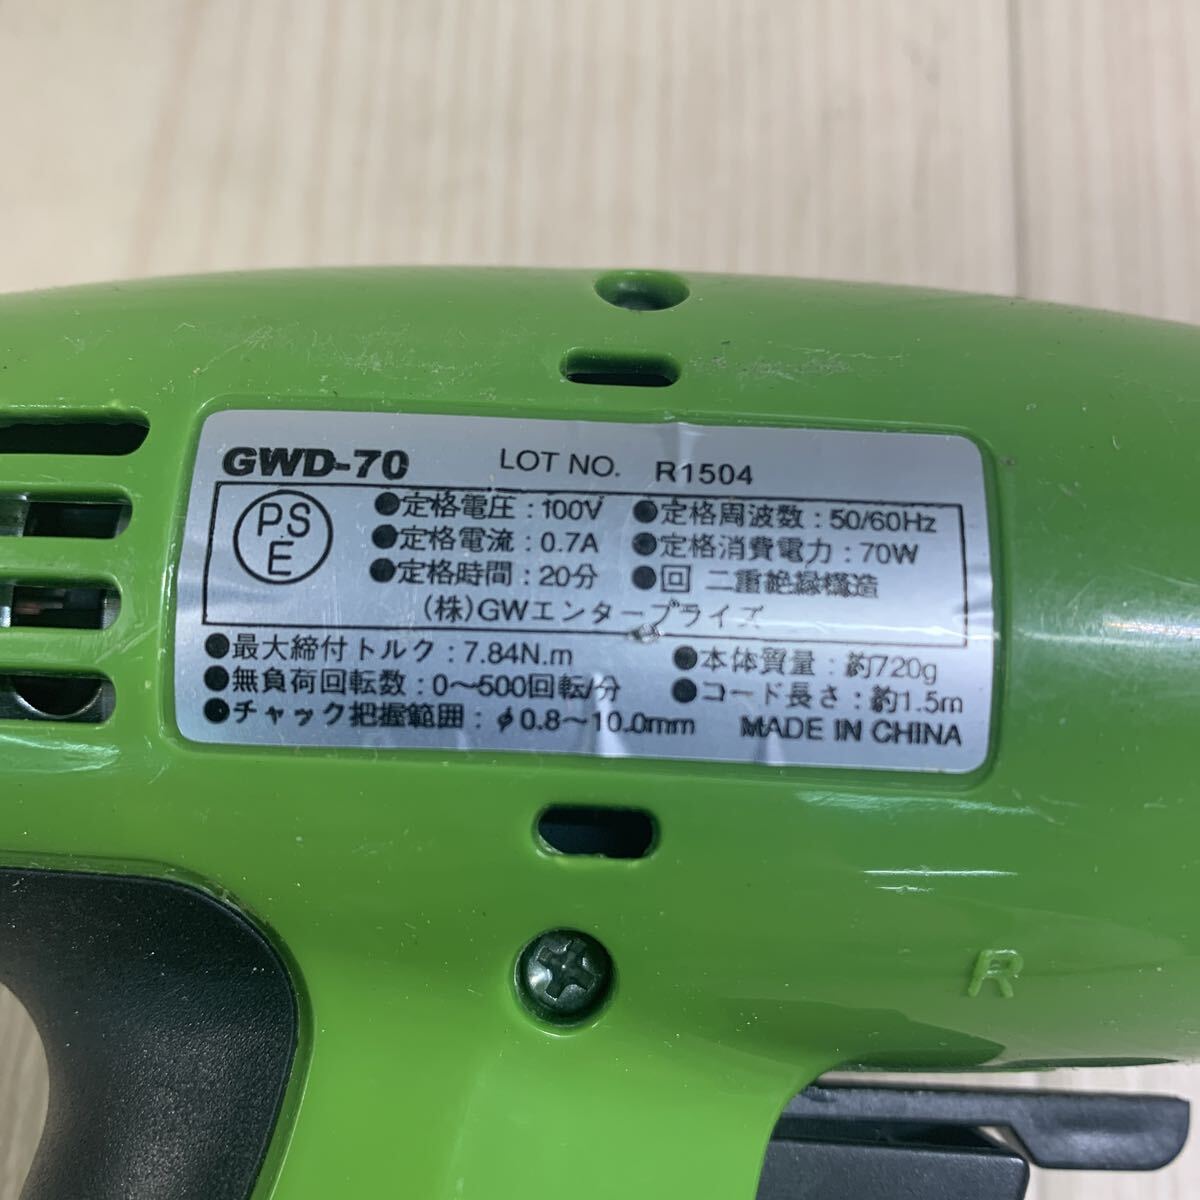 GWD-70 LOT NO. R1504
PSE
●定格電圧：100V ●定格周波数：50/60Hz
●定格電流：0.7A ●定格消費電力：70W
●定格時間：20分 ●回 二重絶縁構造
(株)GWエンタープライズ
●最大締付トルク：7.84N.m ●本体質量：約720g
●無負荷回転数：0～500回転/分 ●コード長さ：約1.5m
●チャック把握範囲：φ0.8～10.0mm MADE IN CHINA
R